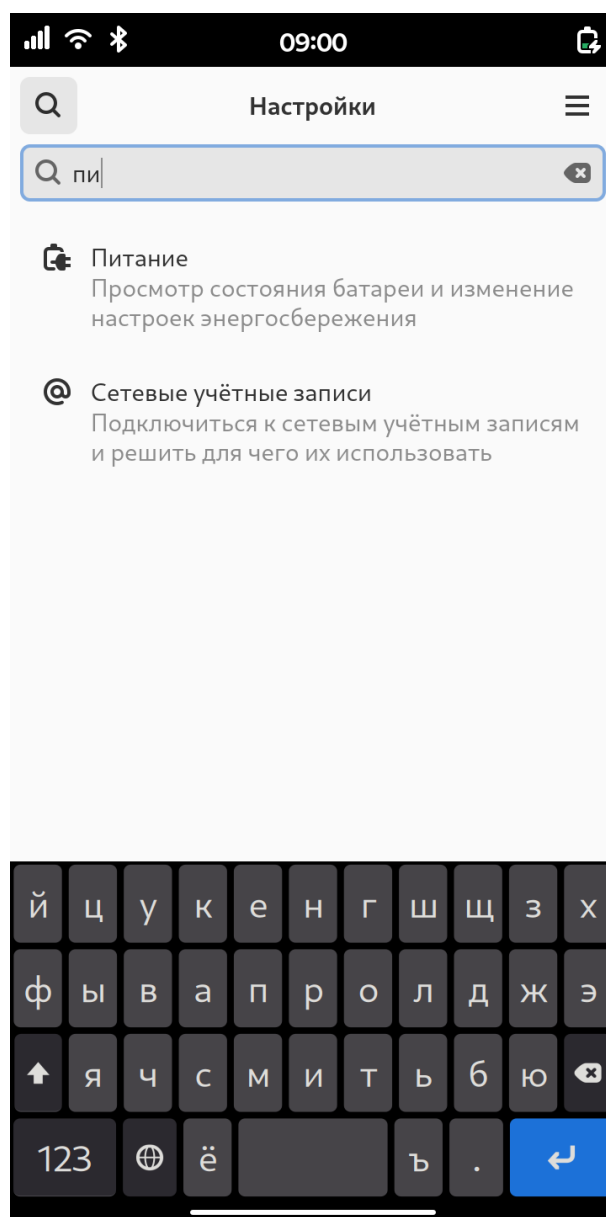 09:00
Настройки
пи
Питание
Просмотр состояния батареи и изменение
настроек энергосбережения
Сетевые учётные записи
Подключиться к сетевым учётным записям
и решить для чего их использовать
й ц у к е н г ш щ з х
ф ы в а п р о л д ж э
я ч с м и т ь б ю
123 ё ъ .